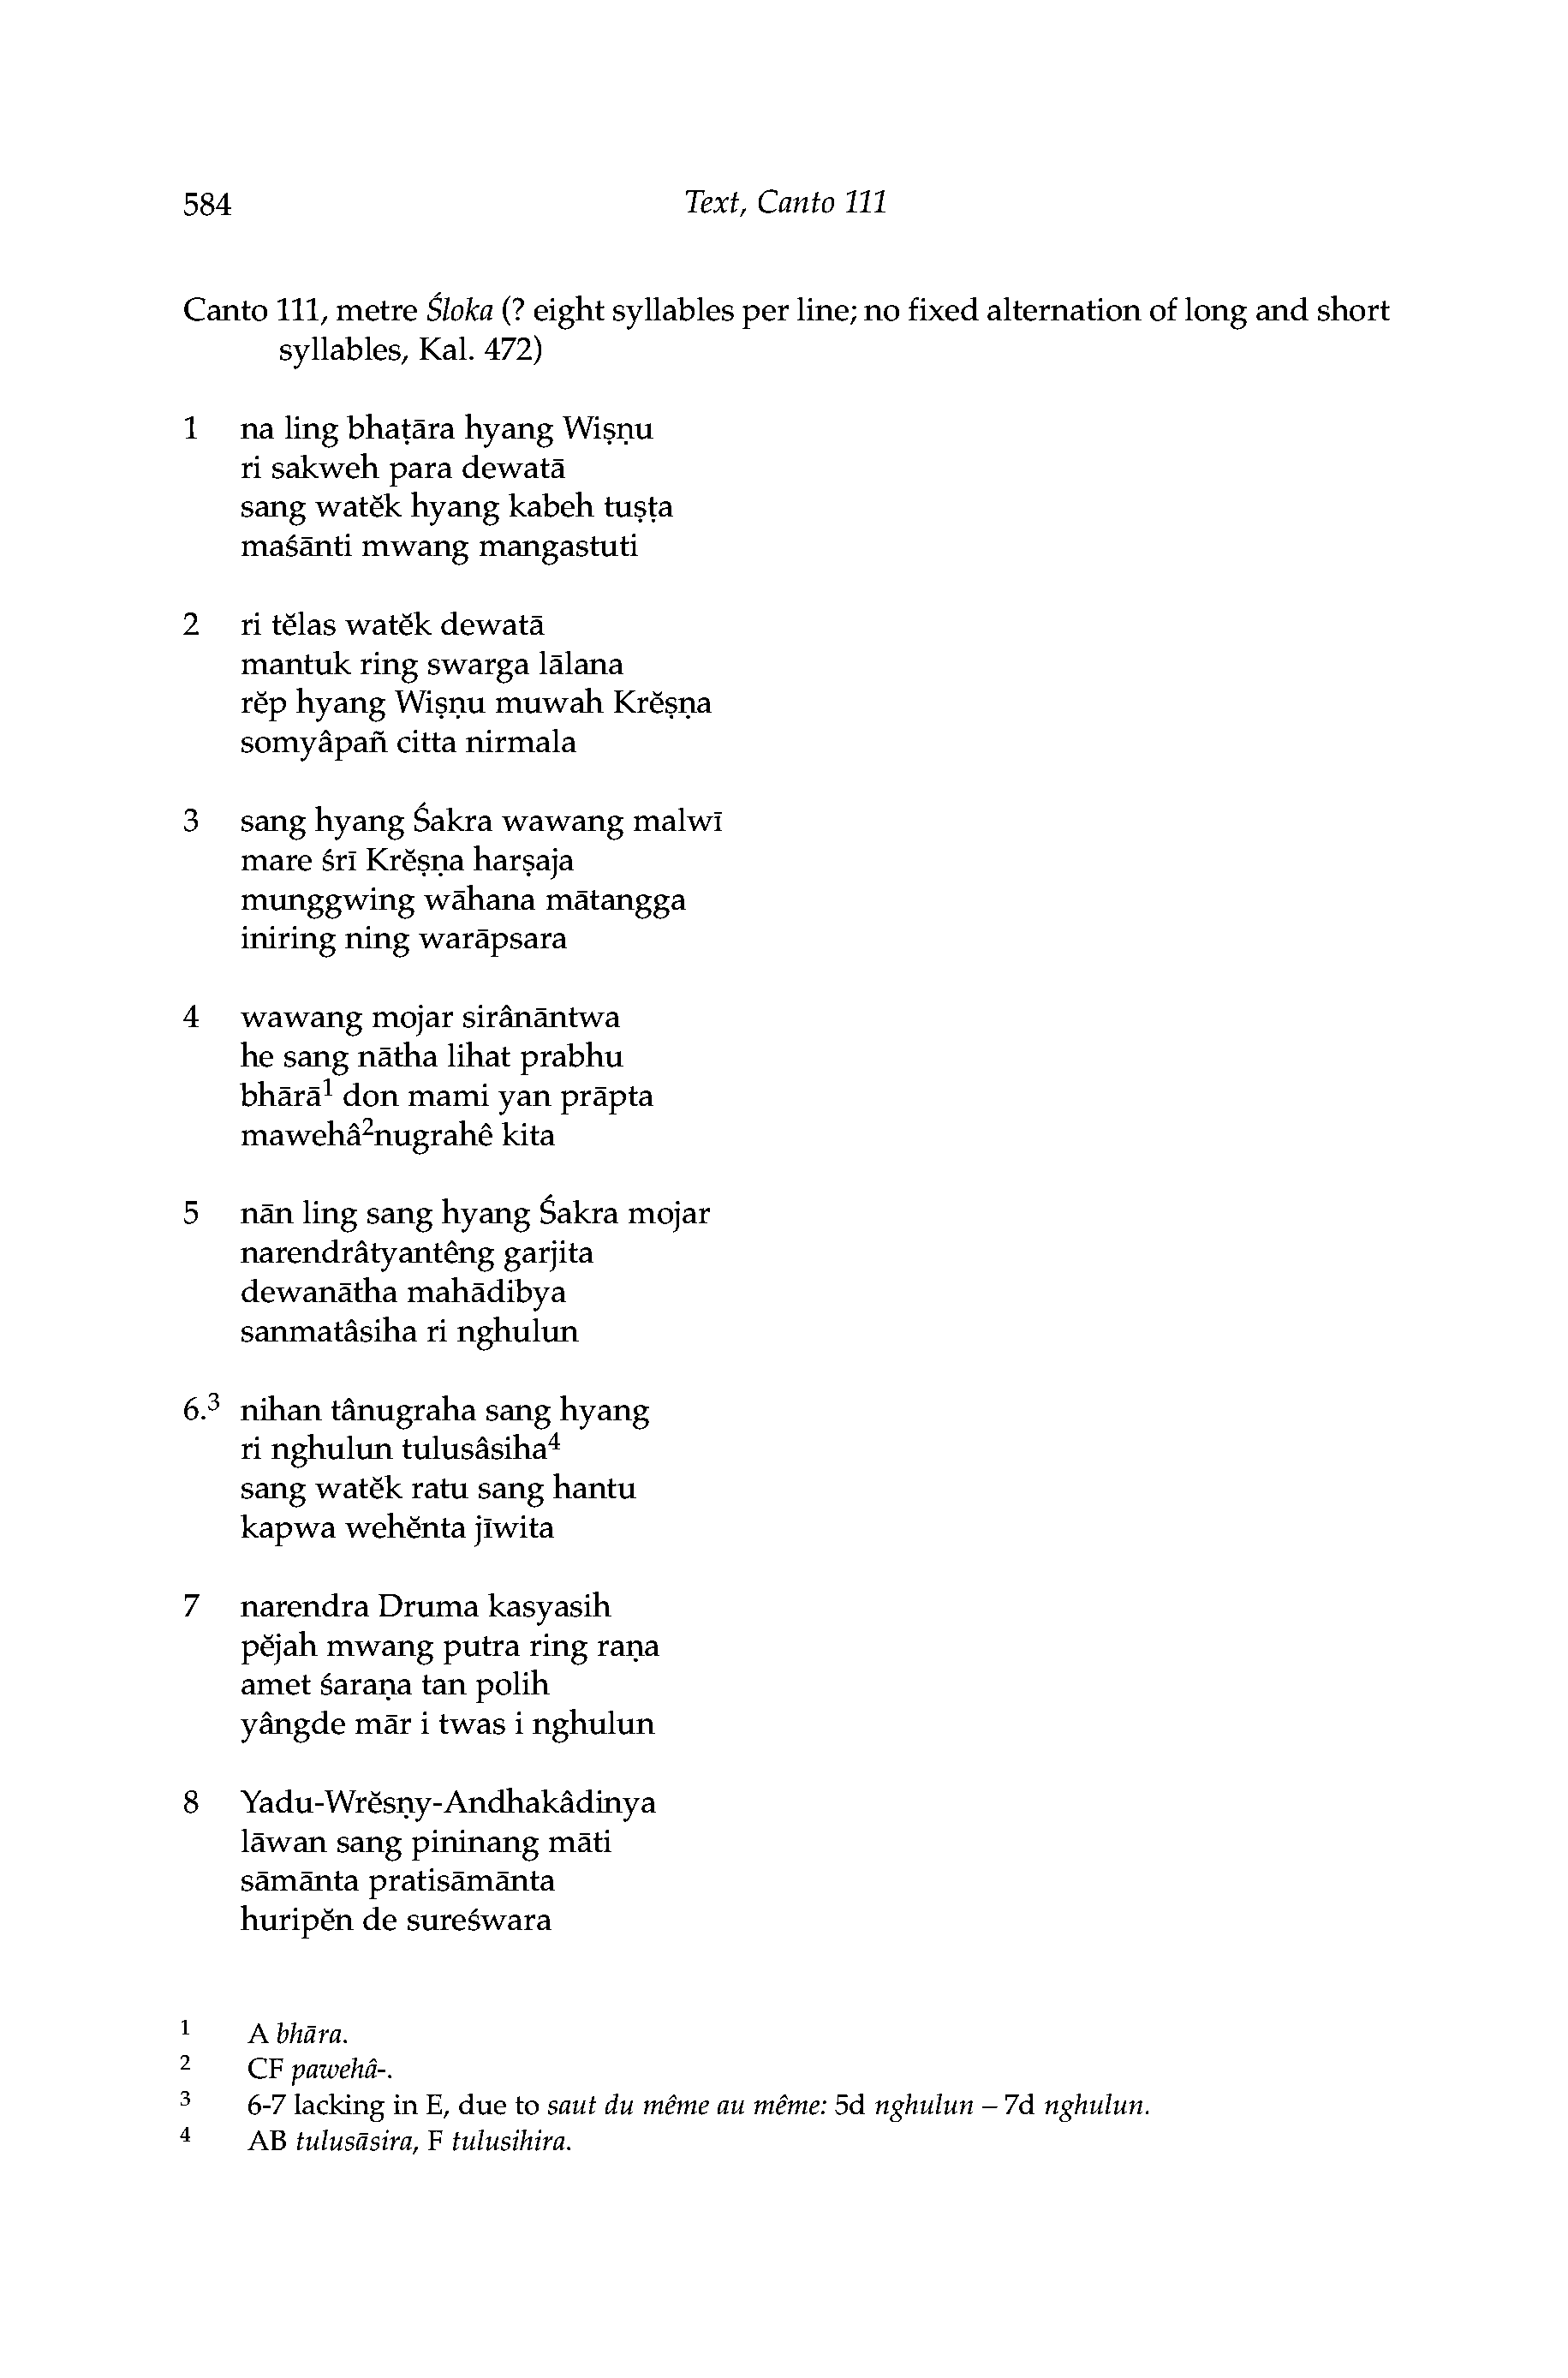 584 Text, Canto 111
Canto 111, metre Śloka (? eight syllables per line; no fixed alternation of long and short
syllables, Kal. 472)
1 na ling bhaṭāra hyang Wiṣṇu
ri sakweh para dewatā
sang watĕk hyang kabeh tuṣṭa
maśānti mwang mangastuti
2 ri tĕlas watĕk dewatā
mantuk ring swarga lālana
rĕp hyang Wiṣṇu muwah Krĕṣṇa
somyâpañ citta nirmala
3 sang hyang Śakra wawang malwī
mare śrī Krĕṣṇa harṣaja
munggwing wāhana mātangga
iniring ning warāpsara
4 wawang mojar sirânāntwa
he sang nātha lihat prabhu
bhārā¹ don mami yan prāpta
mawehâ²nugrahê kita
5 nān ling sang hyang Śakra mojar
narendrâtyantêng garjita
dewanātha mahādibya
sanmatâsiha ri nghulun
6.³ nihan tânugraha sang hyang
ri nghulun tulusâsiha⁴
sang watĕk ratu sang hantu
kapwa wehĕnta jīwita
7 narendra Druma kasyasih
pĕjah mwang putra ring raṇa
amet śaraṇa tan polih
yângde mār i twas i nghulun
8 Yadu-Wrĕsṇy-Andhakâdinya
lāwan sang pininang māti
sāmānta pratisāmānta
huripĕn de sureśwara
¹ A bhāra.
² CF pawehâ-.
³ 6-7 lacking in E, due to saut du même au même: 5d nghulun – 7d nghulun.
⁴ AB tulusāsira, F tulusihira.